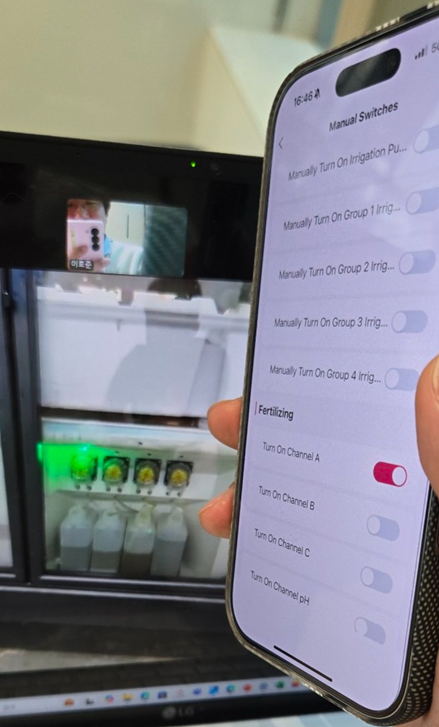 16:46
5G
Manual Switches
Manually Turn On Irrigation Pu...
Manually Turn On Group 1 Irrig...
Manually Turn On Group 2 Irrig...
Manually Turn On Group 3 Irrig...
Manually Turn On Group 4 Irrig...
Fertilizing
Turn On Channel A
Turn On Channel B
Turn On Channel C
Turn On Channel pH
이로준
LG